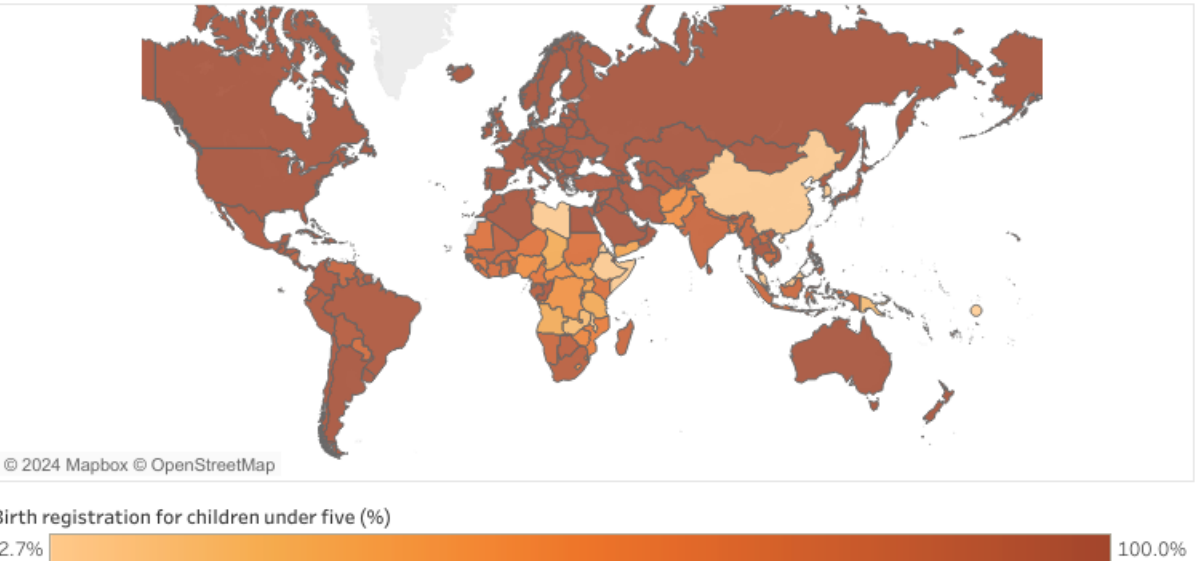 © 2024 Mapbox © OpenStreetMap
Birth registration for children under five (%)
2.7%
100.0%